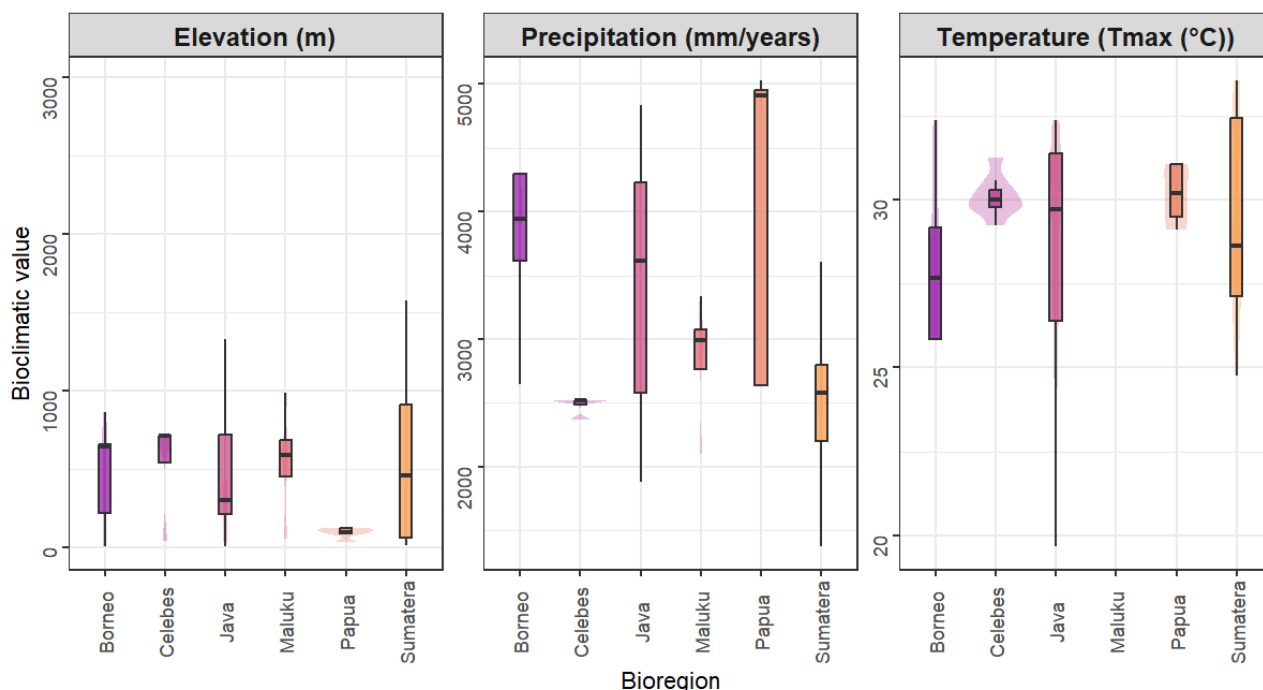 Elevation (m)
Precipitation (mm/years)
Temperature (Tmax (°C))
Bioclimatic value
3000
2000
1000
0
5000
4000
3000
2000
30
25
20
Borneo
Celebes
Java
Maluku
Papua
Sumatera
Borneo
Celebes
Java
Maluku
Papua
Sumatera
Borneo
Celebes
Java
Maluku
Papua
Sumatera
Bioregion